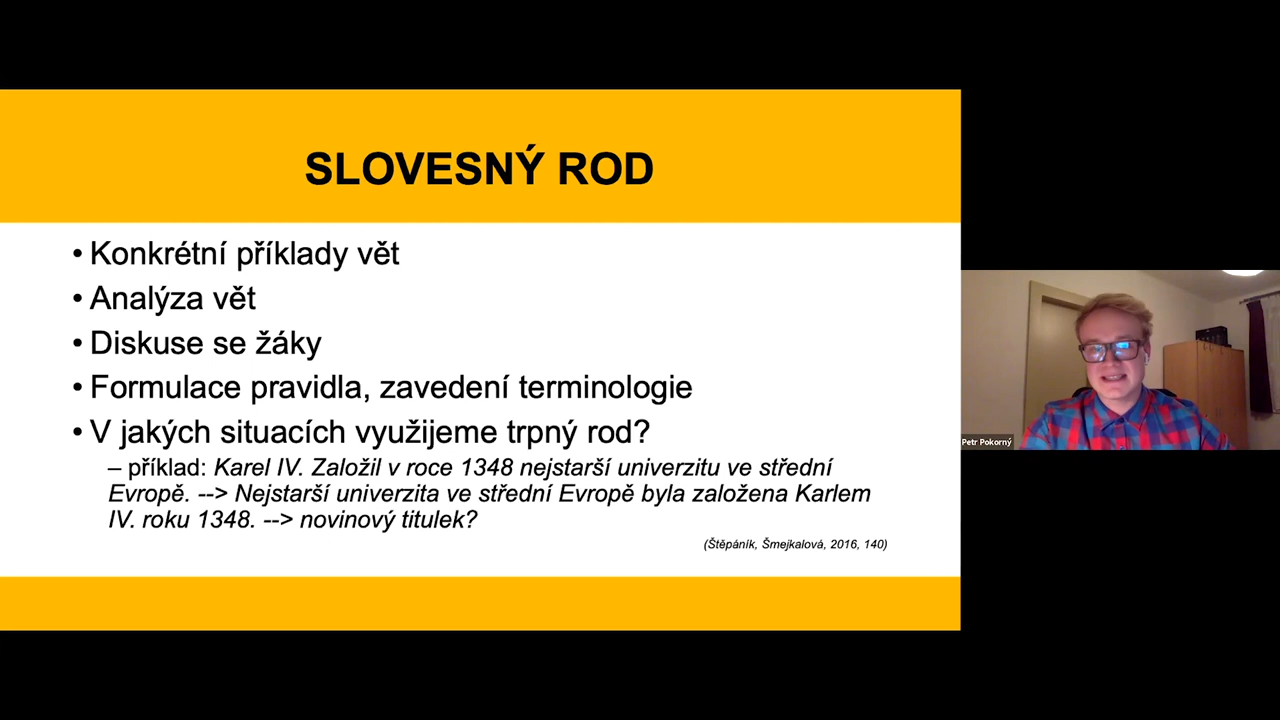 SLOVESNÝ ROD
• Konkrétní příklady vět
• Analýza vět
• Diskuse se žáky
• Formulace pravidla, zavedení terminologie
• V jakých situacích využijeme trpný rod?
– příklad: Karel IV. Založil v roce 1348 nejstarší univerzitu ve střední
Evropě. --> Nejstarší univerzita ve střední Evropě byla založena Karlem
IV. roku 1348. --> novinový titulek?
(Štěpáník, Šmejkalová, 2016, 140)
Petr Pokorný